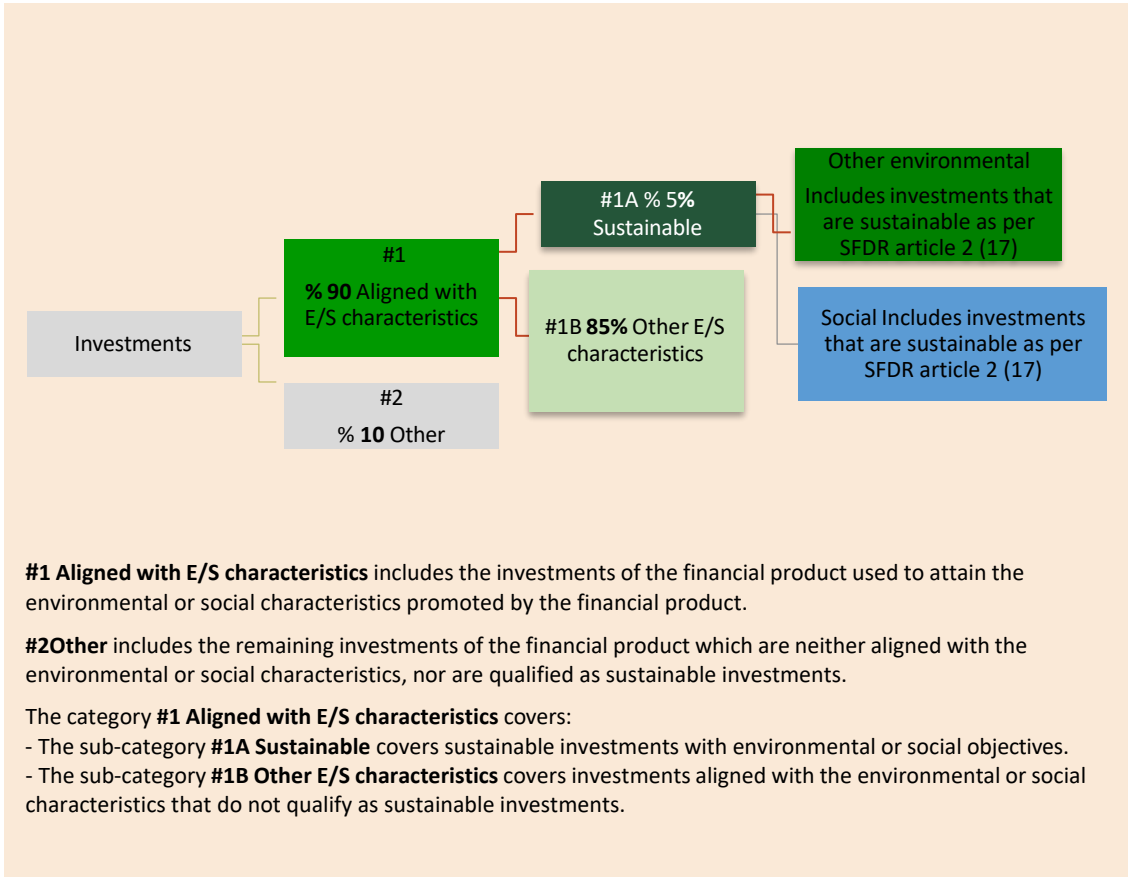 Investments
#1
% 90 Aligned with
E/S characteristics
#2
% 10 Other
#1A % 5%
Sustainable
#1B 85% Other E/S
characteristics
Other environmental
Includes investments that
are sustainable as per
SFDR article 2 (17)
Social Includes investments
that are sustainable as per
SFDR article 2 (17)
#1 Aligned with E/S characteristics includes the investments of the financial product used to attain the
environmental or social characteristics promoted by the financial product.
#2Other includes the remaining investments of the financial product which are neither aligned with the
environmental or social characteristics, nor are qualified as sustainable investments.
The category #1 Aligned with E/S characteristics covers:
- The sub-category #1A Sustainable covers sustainable investments with environmental or social objectives.
- The sub-category #1B Other E/S characteristics covers investments aligned with the environmental or social
characteristics that do not qualify as sustainable investments.